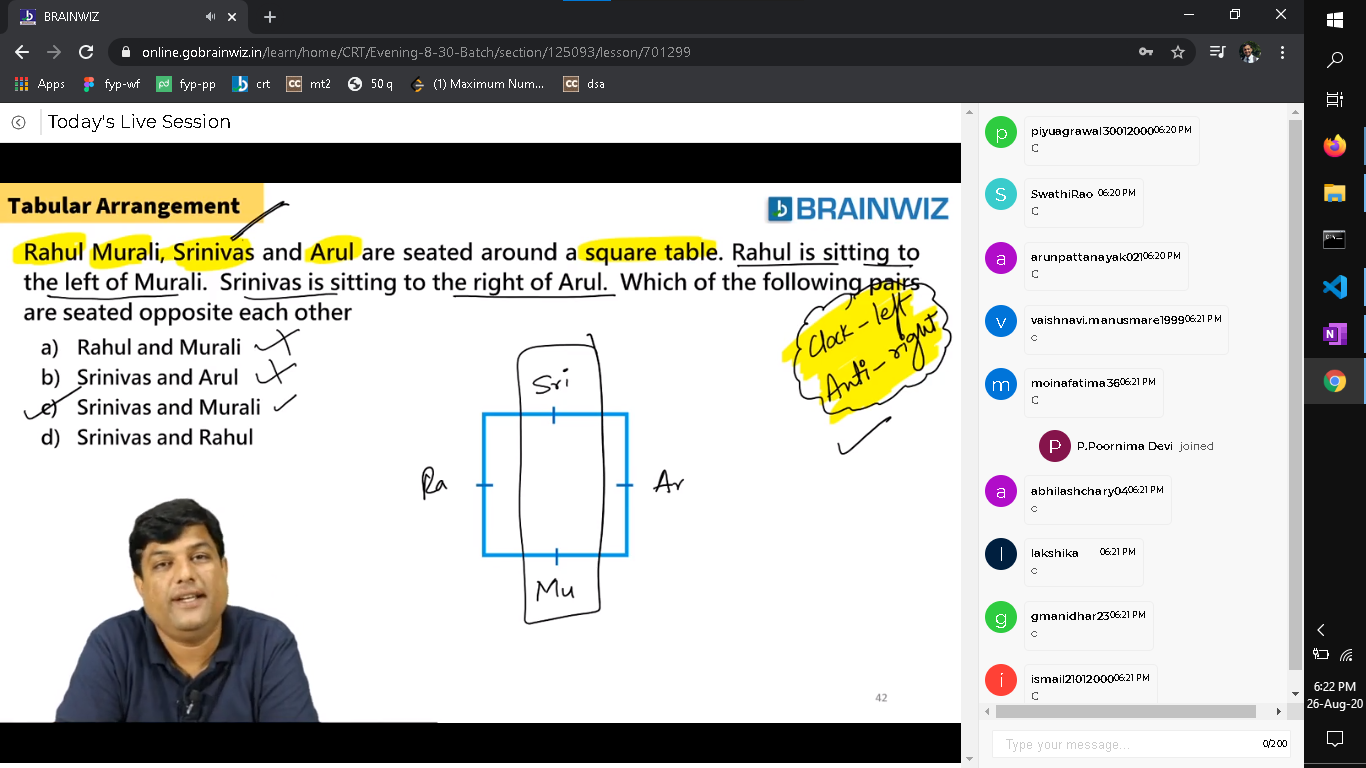 BRAINWIZ
online.gobrainwiz.in/learn/home/CRT/Evening-8-30-Batch/section/125093/lesson/701299
Apps fyp-wf fyp-pp crt mt2 50 q (1) Maximum Num... dsa
Today's Live Session
Tabular Arrangement
BRAINWIZ
Rahul Murali, Srinivas and Arul are seated around a square table. Rahul is sitting to
the left of Murali. Srinivas is sitting to the right of Arul. Which of the following pairs
are seated opposite each other
a) Rahul and Murali
b) Srinivas and Arul
c) Srinivas and Murali
d) Srinivas and Rahul
Clock - left
Anti - right
Sri
Ra
Ar
Mu
42
piyuagrawal30012000 06:20 PM
C
SwathiRao 06:20 PM
C
arunpattanayak021 06:20 PM
C
vaishnavi.manusmare1999 06:21 PM
c
moinafatima36 06:21 PM
C
P.Poornima Devi joined
abhilashchary04 06:21 PM
c
lakshika 06:21 PM
c
gmanidhar23 06:21 PM
c
ismail21012000 06:21 PM
C
Type your message... 0/200
6:22 PM
26-Aug-20